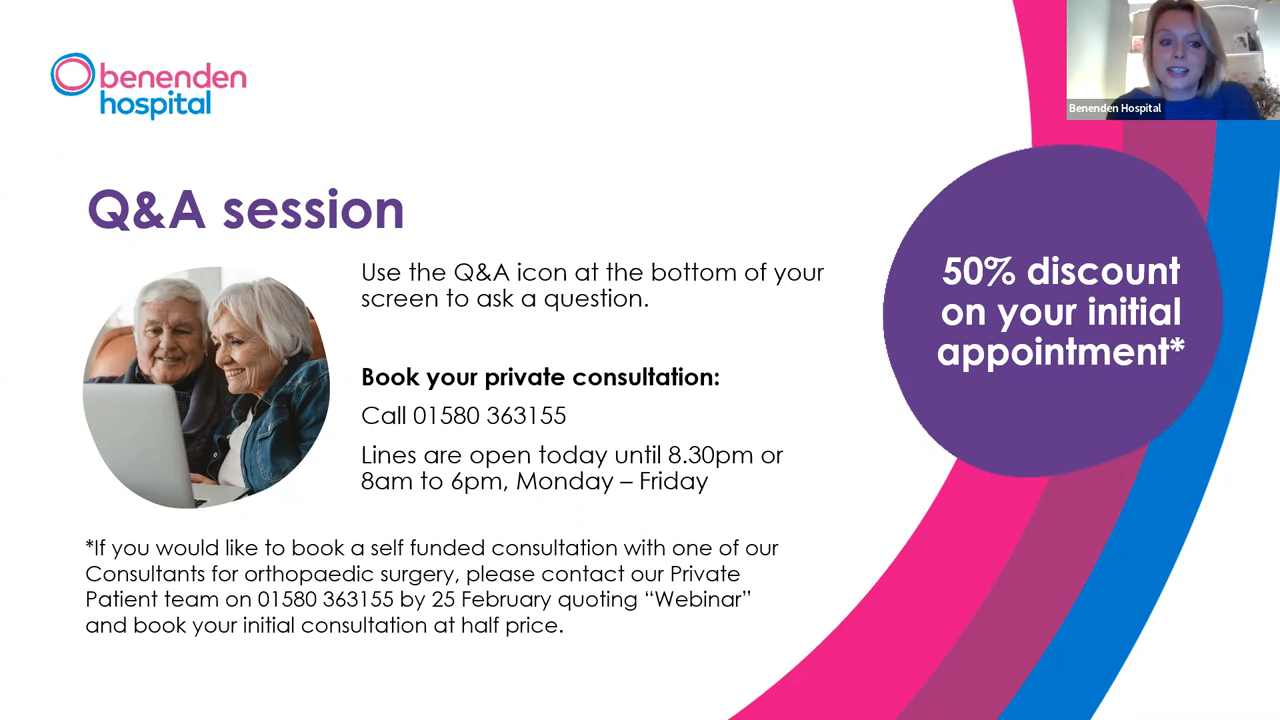 benenden
hospital
Benenden Hospital
Q&A session
Use the Q&A icon at the bottom of your
screen to ask a question.
Book your private consultation:
Call 01580 363155
Lines are open today until 8.30pm or
8am to 6pm, Monday – Friday
50% discount
on your initial
appointment*
*If you would like to book a self funded consultation with one of our
Consultants for orthopaedic surgery, please contact our Private
Patient team on 01580 363155 by 25 February quoting “Webinar”
and book your initial consultation at half price.